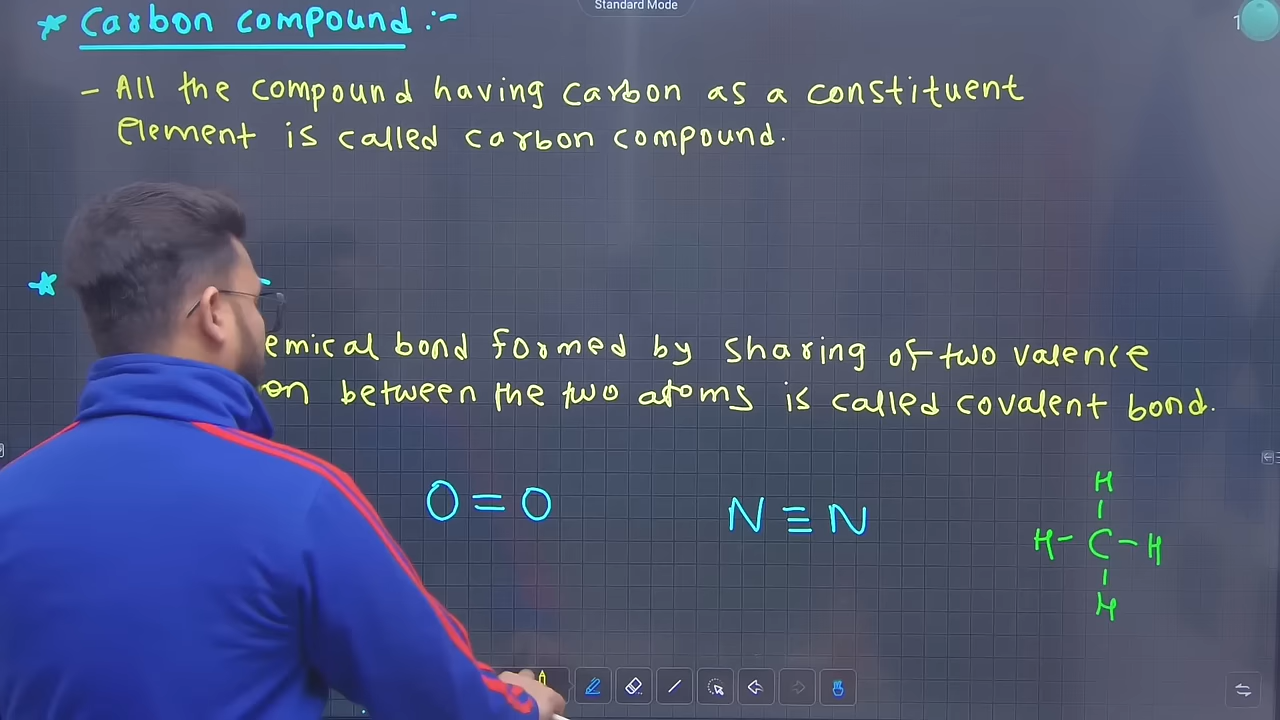 Standard Mode
* Carbon compound :-
1
- All the compound having carbon as a constituent
Element is called carbon compound.
*
emical bond formed by sharing of two valence
on between the two atoms is called covalent bond.
O = O
N ≡ N
H
H - C - H
H